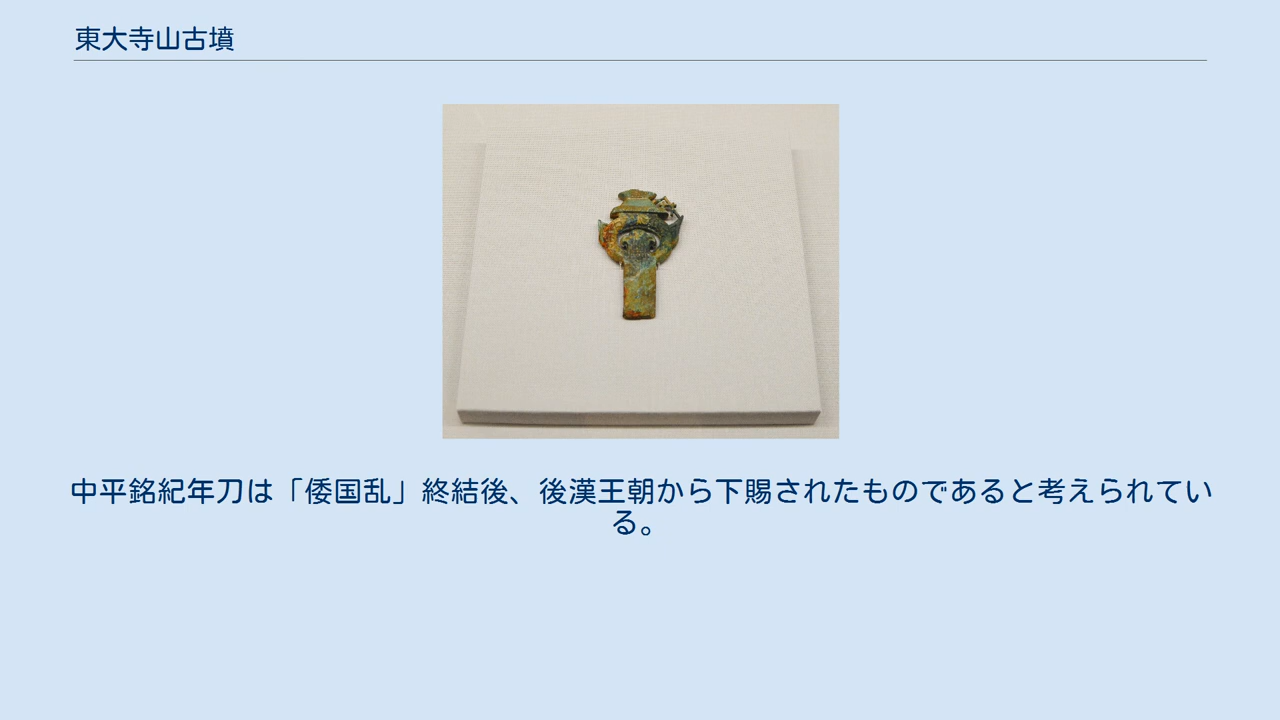 東大寺山古墳
中平銘紀年刀は「倭国乱」終結後、後漢王朝から下賜されたものであると考えられてい
る。